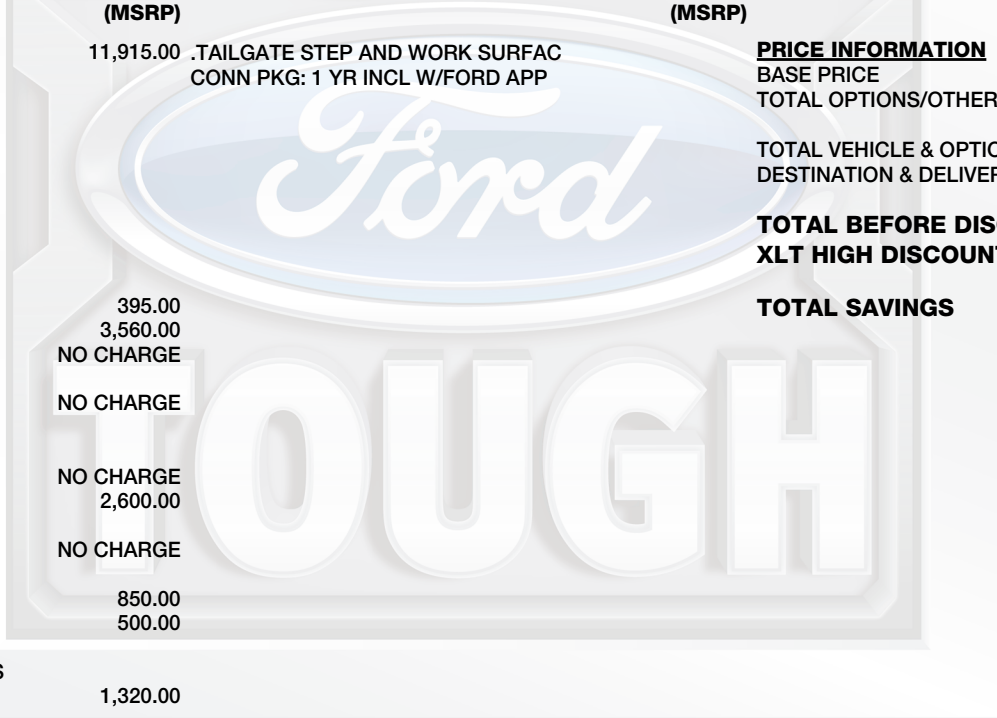 (MSRP) (MSRP)
11,915.00 .TAILGATE STEP AND WORK SURFAC
CONN PKG: 1 YR INCL W/FORD APP
PRICE INFORMATION
BASE PRICE
TOTAL OPTIONS/OTHER
TOTAL VEHICLE & OPTIO
DESTINATION & DELIVER
TOTAL BEFORE DIS
XLT HIGH DISCOUNT
TOTAL SAVINGS
Ford
395.00
3,560.00
NO CHARGE
NO CHARGE
NO CHARGE
2,600.00
NO CHARGE
850.00
500.00
S
1,320.00
TOUGH